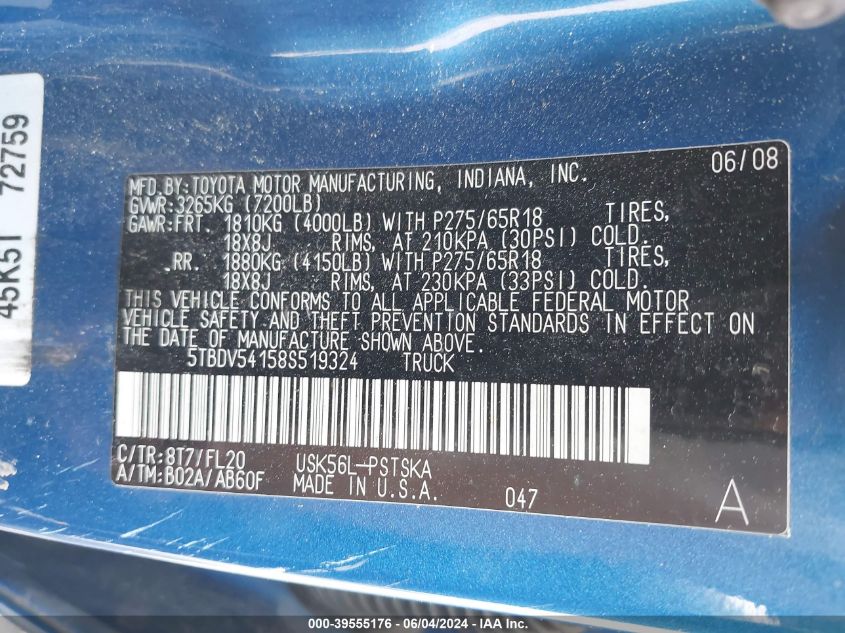 45K51 72759
06/08
MFD.BY:TOYOTA MOTOR MANUFACTURING, INDIANA, INC.
GVWR:3265KG (7200LB)
GAWR:FRT. 1810KG (4000LB) WITH P275/65R18 TIRES,
18X8J RIMS, AT 210KPA (30PSI) COLD.
RR. 1880KG (4150LB) WITH P275/65R18 TIRES,
18X8J RIMS, AT 230KPA (33PSI) COLD.
THIS VEHICLE CONFORMS TO ALL APPLICABLE FEDERAL MOTOR
VEHICLE SAFETY AND THEFT PREVENTION STANDARDS IN EFFECT ON
THE DATE OF MANUFACTURE SHOWN ABOVE.
5TBDV54158S519324 TRUCK
C/TR:8T7/FL20 USK56L-PSTSKA
A/TM:B02A/AB60F MADE IN U.S.A. 047
A
000-39555176 - 06/04/2024 - IAA Inc.